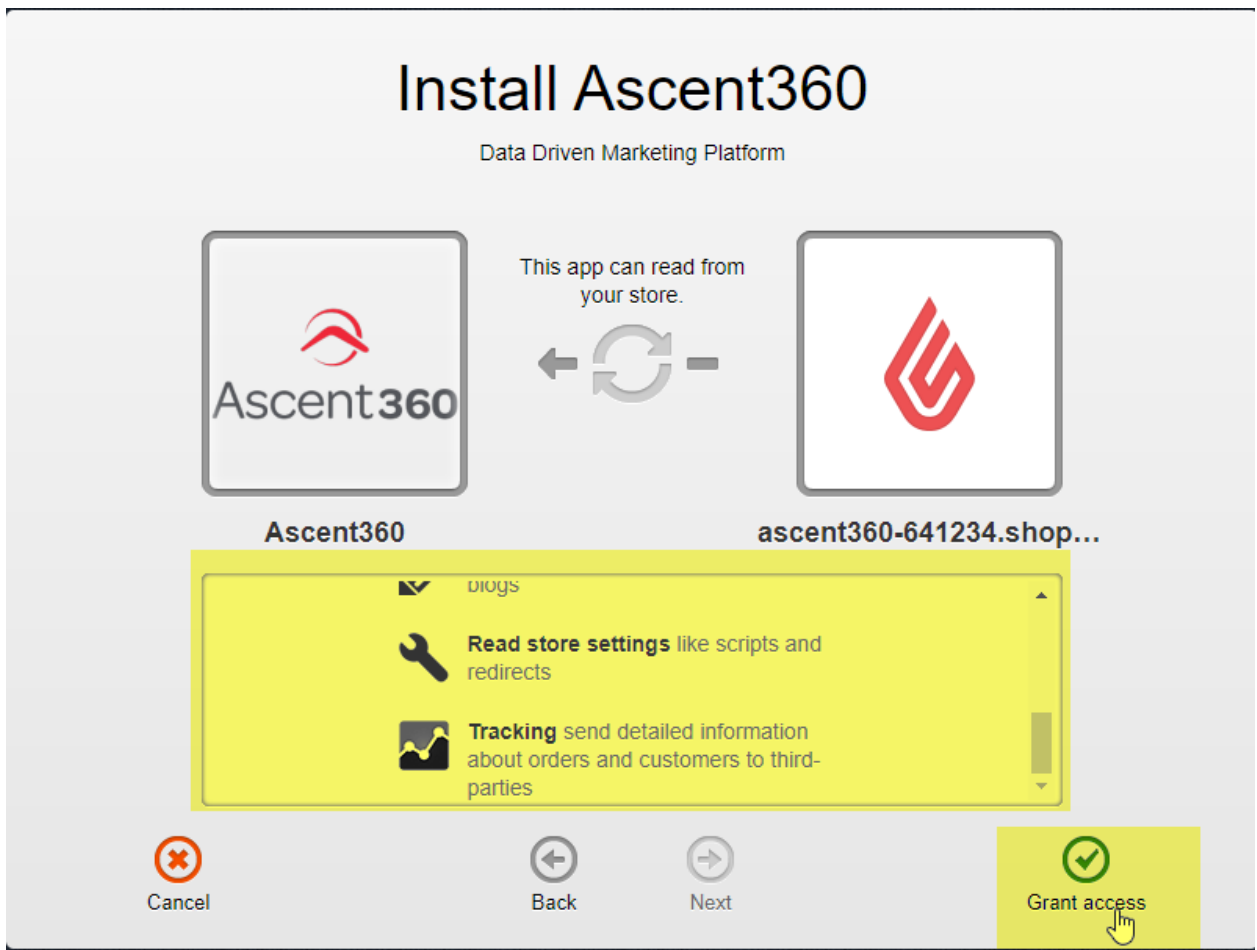 Install Ascent360
Data Driven Marketing Platform
This app can read from
your store.
Ascent360
Ascent360
ascent360-641234.shop...
blogs
Read store settings like scripts and
redirects
Tracking send detailed information
about orders and customers to third-
parties
Cancel
Back
Next
Grant access